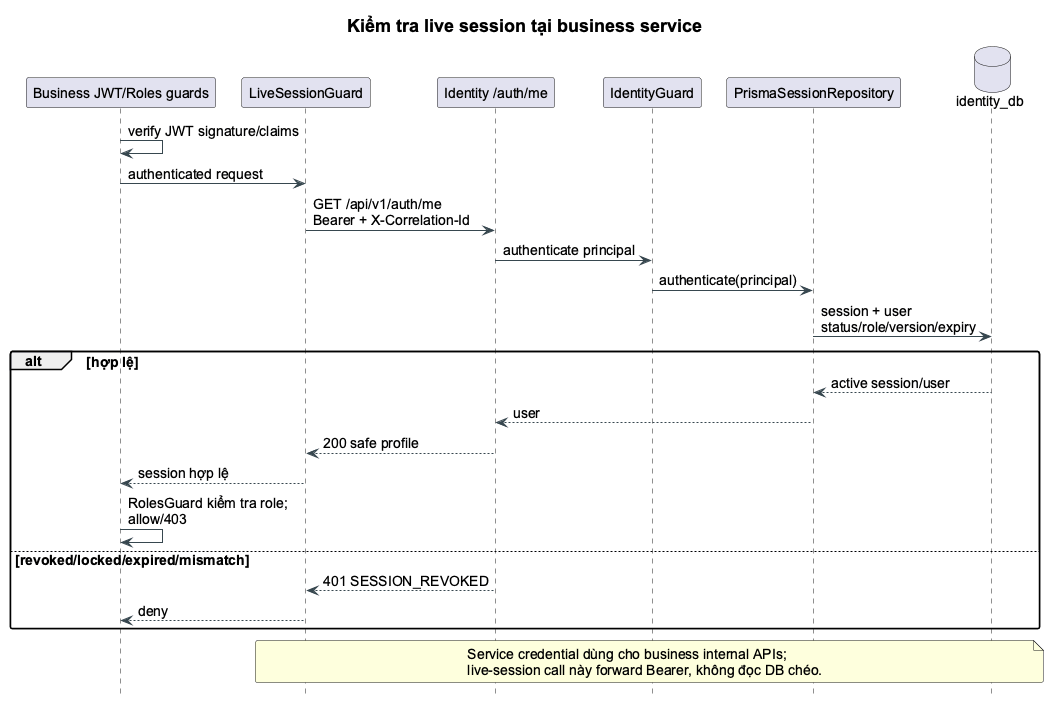 Kiểm tra live session tại business service
Business JWT/Roles guards
LiveSessionGuard
Identity /auth/me
IdentityGuard
PrismaSessionRepository
identity_db
verify JWT signature/claims
authenticated request
GET /api/v1/auth/me
Bearer + X-Correlation-Id
authenticate principal
authenticate(principal)
session + user
status/role/version/expiry
alt
[hợp lệ]
active session/user
user
200 safe profile
session hợp lệ
RolesGuard kiểm tra role;
allow/403
[revoked/locked/expired/mismatch]
401 SESSION_REVOKED
deny
Service credential dùng cho business internal APIs;
live-session call này forward Bearer, không đọc DB chéo.